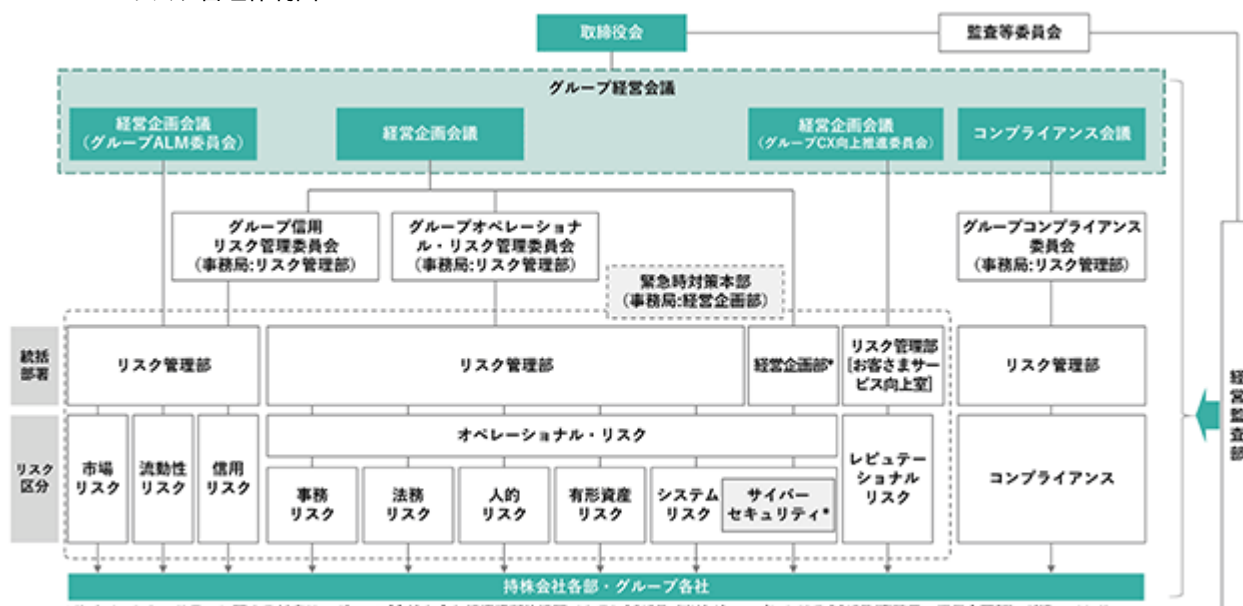 取締役会
監査等委員会
グループ経営会議
経営企画会議
（グループALM委員会）
経営企画会議
経営企画会議
（グループCX向上推進委員会）
コンプライアンス会議
グループ信用
リスク管理委員会
（事務局:リスク管理部）
グループオペレーショナ
ル・リスク管理委員会
（事務局:リスク管理部）
グループコンプライアンス
委員会
（事務局:リスク管理部）
緊急時対策本部
（事務局:経営企画部）
統括
部署
リスク管理部
リスク管理部
経営企画部*
リスク管理部
[お客さまサー
ビス向上室]
リスク管理部
経営監査部
リスク
区分
市場
リスク
流動性
リスク
信用
リスク
オペレーショナル・リスク
事務
リスク
法務
リスク
人的
リスク
有形資産
リスク
システム
リスク
サイバー
セキュリティ*
レピュテー
ショナル
リスク
コンプライアンス
持株会社各部・グループ各社